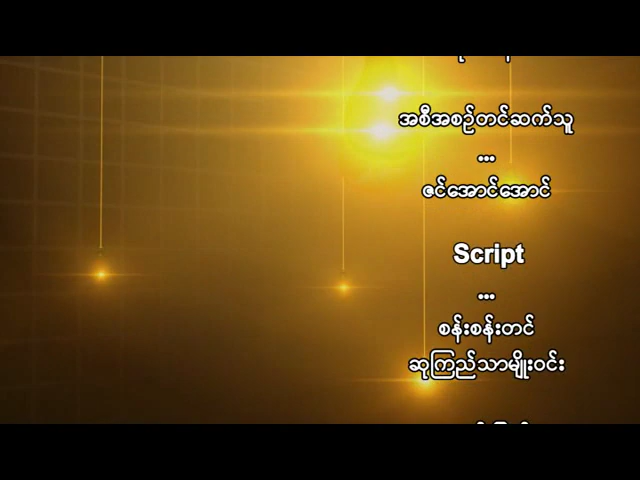 အစီအစဉ်တင်ဆက်သူ
...
ဇင်အောင်အောင်
Script
...
စန်းစန်းတင်
ဆုကြည်သာမျိုးဝင်း